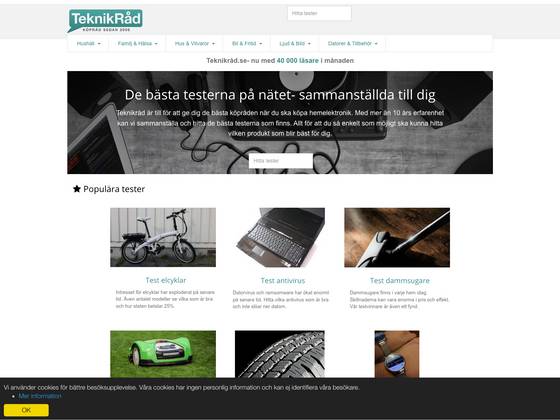 TeknikRåd
KÖPRÅD SEDAN 2008
Hitta tester
Hushåll
Familj & Hälsa
Hus & Villvaror
Bil & Fritid
Ljud & Bild
Datorer & Tillbehör
Teknikråd.se- nu med 40 000 läsare i månaden
De bästa testerna på nätet- sammanställda till dig
Teknikråd är till för att ge dig de bästa köpråden när du ska köpa hemelektronik. Med mer än 10 års erfarenhet
kan vi sammanställa och hitta de bästa testerna som finns. Allt för att du så enkelt som möjligt ska kunna hitta
vilken produkt som blir bäst för dig.
Hitta tester
Populära tester
Test elcyklar
Intresset för elcyklar har exploderat på senare
tid. Även antalet modeller se vilka som är bra
och hur staten betalar 25%.
Test antivirus
Datorvirus och ransomware har ökat enormt
på senare tid. Hitta vilka antivirus som är bra
och inte sölar ner datorn.
Test dammsugare
Dammsugare finns i varje hem idag.
Skillnaderna kan vara enorma i pris och effekt.
Vår testvinnare är även ett fynd.
Vi använder cookies för bättre besöksupplevelse. Våra cookies har ingen personlig information och kan ej identifiera våra besökare.
Mer information
OK